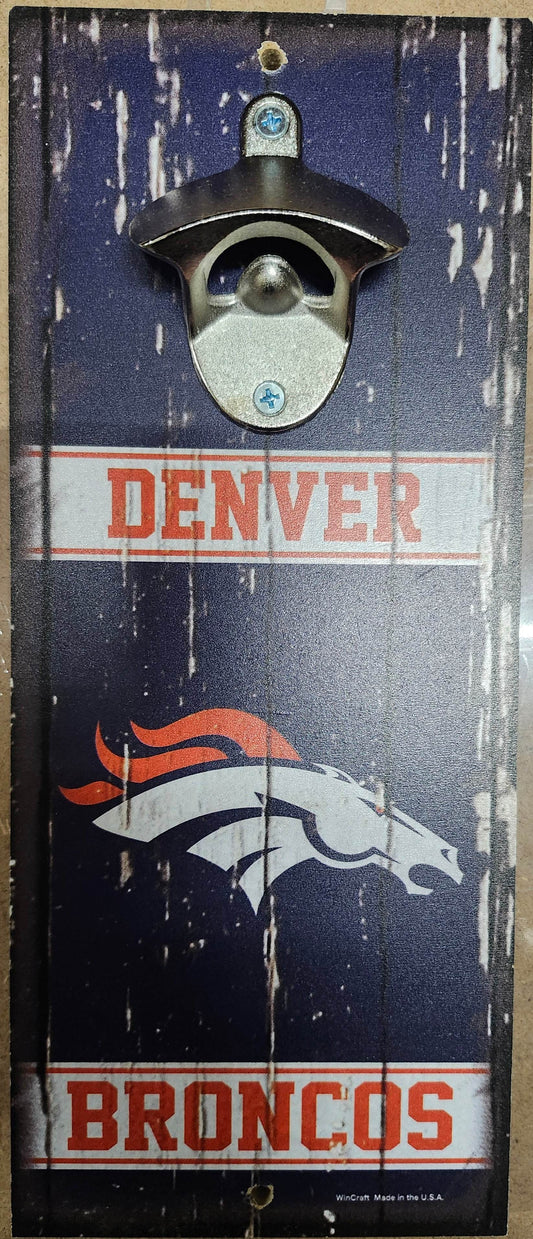 DENVER
BRONCOS
WinCraft Made in the U.S.A.